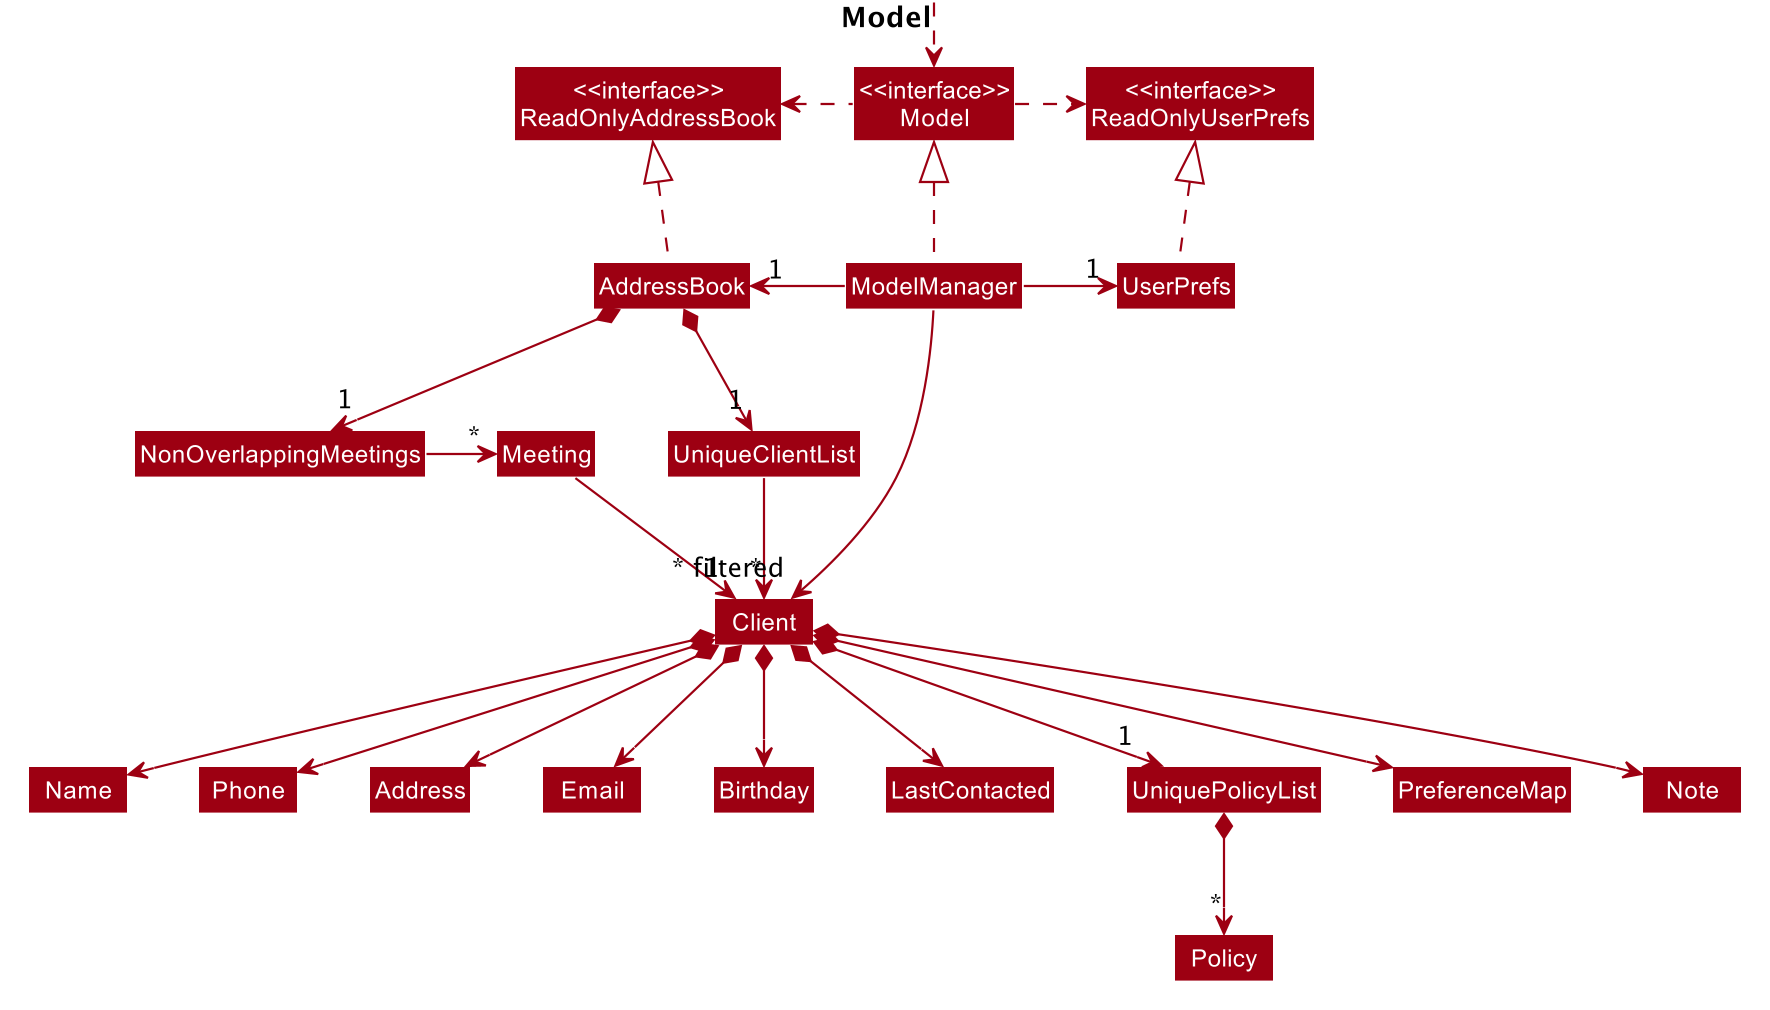 Model
<<interface>>
ReadOnlyAddressBook
<<interface>>
Model
<<interface>>
ReadOnlyUserPrefs
AddressBook
1
ModelManager
1
UserPrefs
1
1
NonOverlappingMeetings
*
Meeting
UniqueClientList
* filtered
1
*
Client
1
Name
Phone
Address
Email
Birthday
LastContacted
UniquePolicyList
PreferenceMap
Note
*
Policy